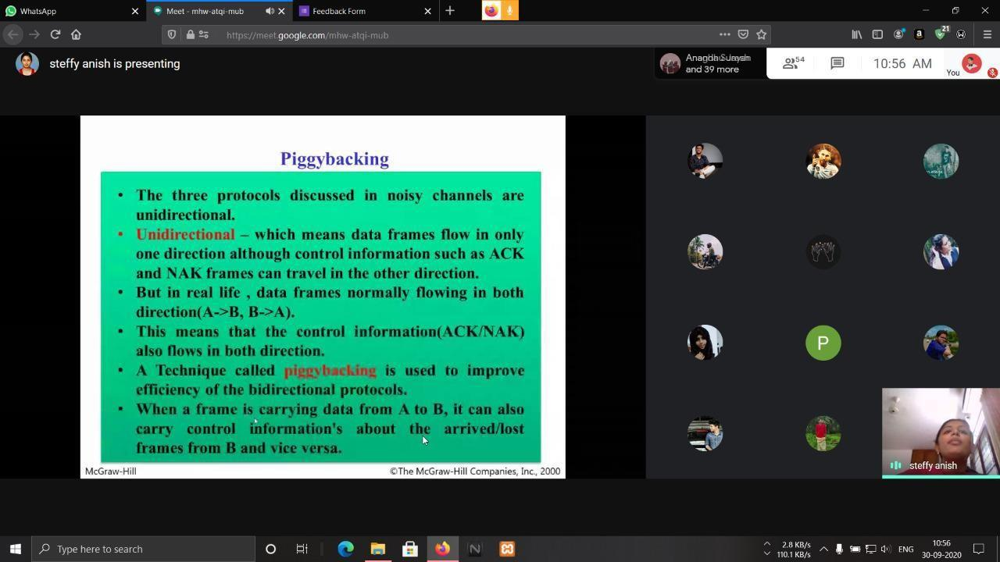 WhatsApp
Meet - mhw-atqi-mub
Feedback Form
https://meet.google.com/mhw-atqi-mub
21
steffy anish is presenting
and 39 more
54
10:56 AM
You
Piggybacking
• The three protocols discussed in noisy channels are
unidirectional.
• Unidirectional – which means data frames flow in only
one direction although control information such as ACK
and NAK frames can travel in the other direction.
• But in real life , data frames normally flowing in both
direction(A->B, B->A).
• This means that the control information(ACK/NAK)
also flows in both direction.
• A Technique called piggybacking is used to improve
efficiency of the bidirectional protocols.
• When a frame is carrying data from A to B, it can also
carry control information's about the arrived/lost
frames from B and vice versa.
McGraw-Hill
©The McGraw-Hill Companies, Inc., 2000
P
steffy anish
Type here to search
2.8 KB/s
110.1 KB/s
ENG
10:56
30-09-2020